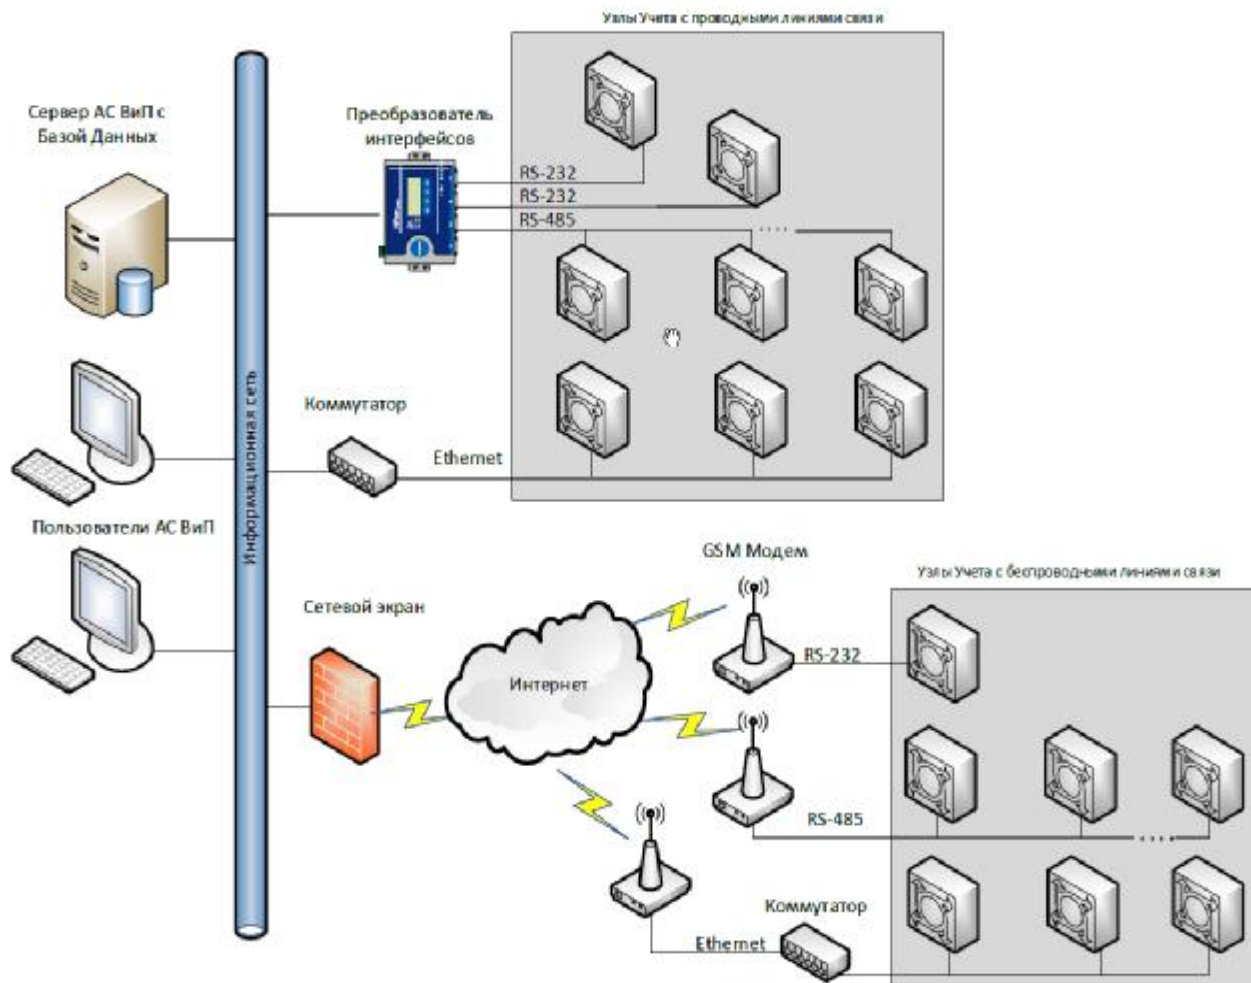 Узлы Учета с проводными линиями связи
Сервер АС ВиП с
Базой Данных
Преобразователь
интерфейсов
RS-232
RS-232
RS-485
Информационная сеть
Коммутатор
Ethernet
Пользователи АС ВиП
GSM Модем
Узлы Учета с беспроводными линиями связи
Сетевой экран
Интернет
RS-232
RS-485
Коммутатор
Ethernet